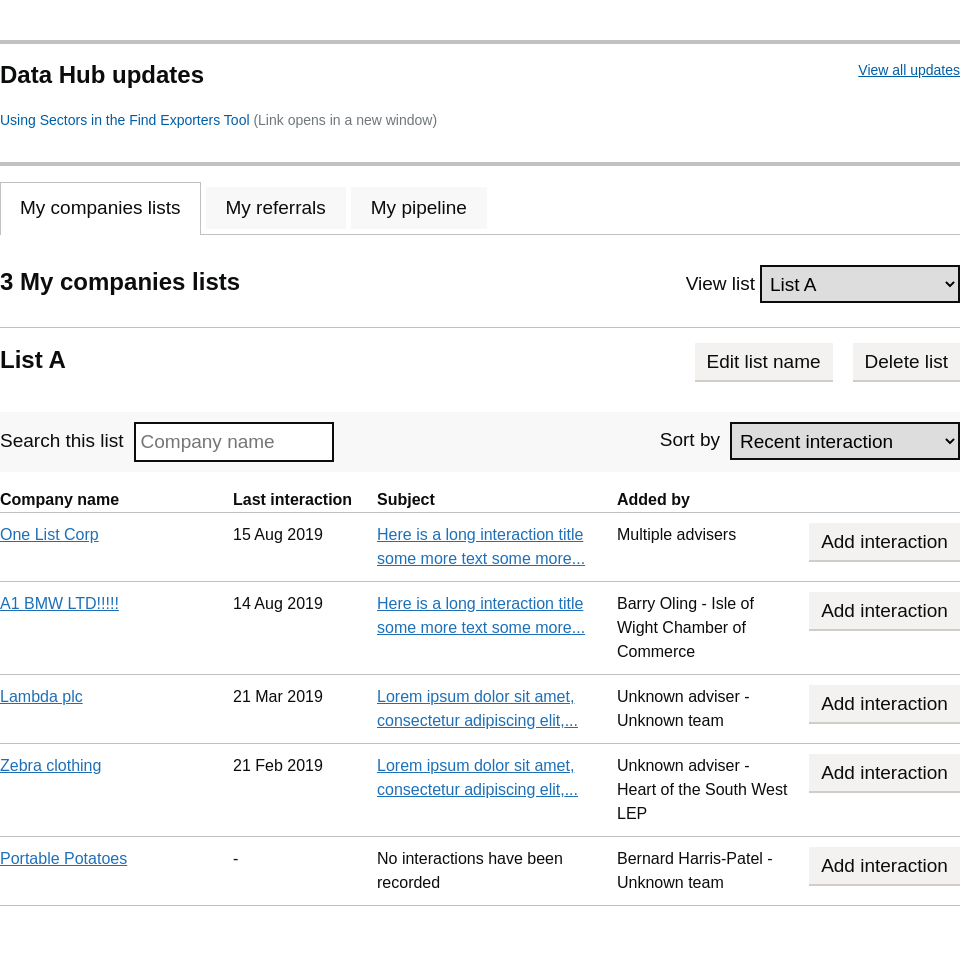 Data Hub updates
View all updates
Using Sectors in the Find Exporters Tool (Link opens in a new window)
My companies lists
My referrals
My pipeline
3 My companies lists
View list
List A
List A
Edit list name
Delete list
Search this list
Company name
Sort by
Recent interaction
Company name
Last interaction
Subject
Added by
One List Corp
15 Aug 2019
Here is a long interaction title
some more text some more...
Multiple advisers
Add interaction
A1 BMW LTD!!!!!
14 Aug 2019
Here is a long interaction title
some more text some more...
Barry Oling - Isle of
Wight Chamber of
Commerce
Add interaction
Lambda plc
21 Mar 2019
Lorem ipsum dolor sit amet,
consectetur adipiscing elit,...
Unknown adviser -
Unknown team
Add interaction
Zebra clothing
21 Feb 2019
Lorem ipsum dolor sit amet,
consectetur adipiscing elit,...
Unknown adviser -
Heart of the South West
LEP
Add interaction
Portable Potatoes
-
No interactions have been
recorded
Bernard Harris-Patel -
Unknown team
Add interaction